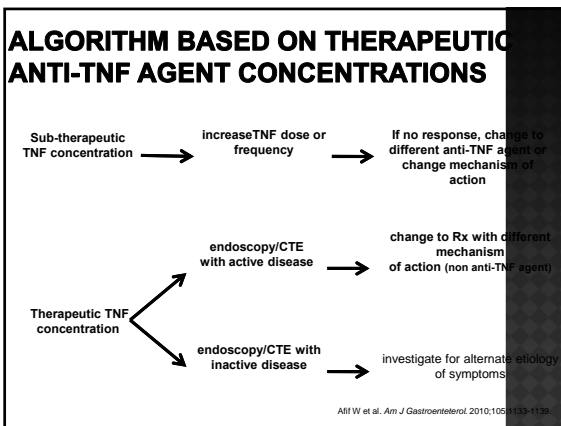 ALGORITHM BASED ON THERAPEUTIC
ANTI-TNF AGENT CONCENTRATIONS
Sub-therapeutic
TNF concentration
increaseTNF dose or
frequency
If no response, change to
different anti-TNF agent or
change mechanism of
action
endoscopy/CTE
with active disease
change to Rx with different
mechanism
of action (non anti-TNF agent)
Therapeutic TNF
concentration
endoscopy/CTE with
inactive disease
investigate for alternate etiology
of symptoms
Afif W et al. Am J Gastroenteterol. 2010;105:1133-1139.